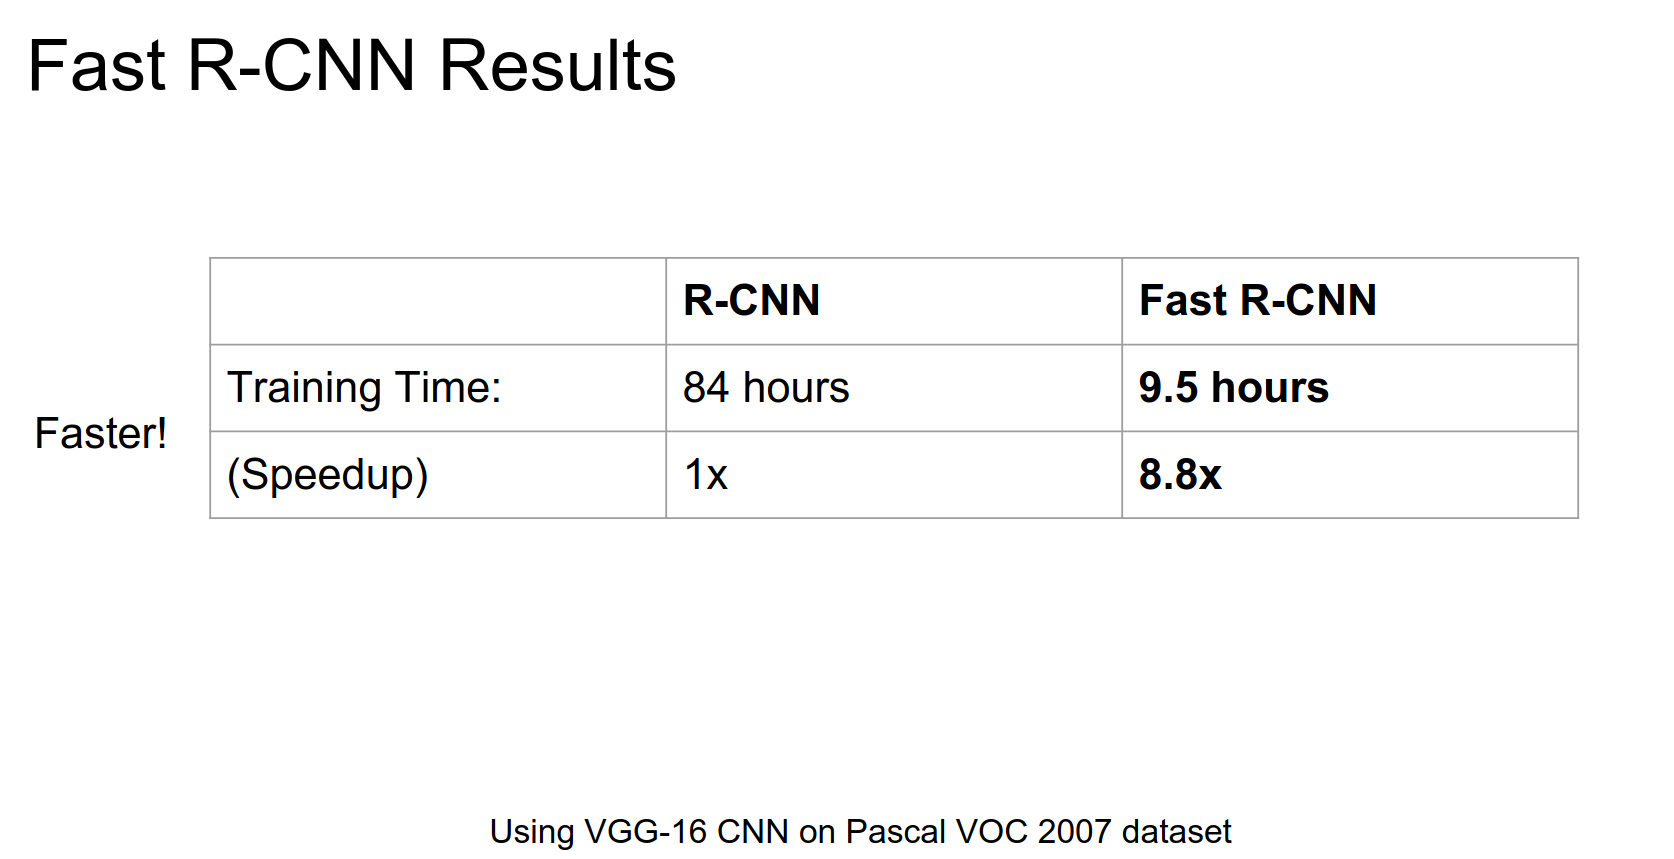 Fast R-CNN Results
R-CNN Fast R-CNN
Training Time: 84 hours 9.5 hours
Faster!
(Speedup) 1x 8.8x
Using VGG-16 CNN on Pascal VOC 2007 dataset